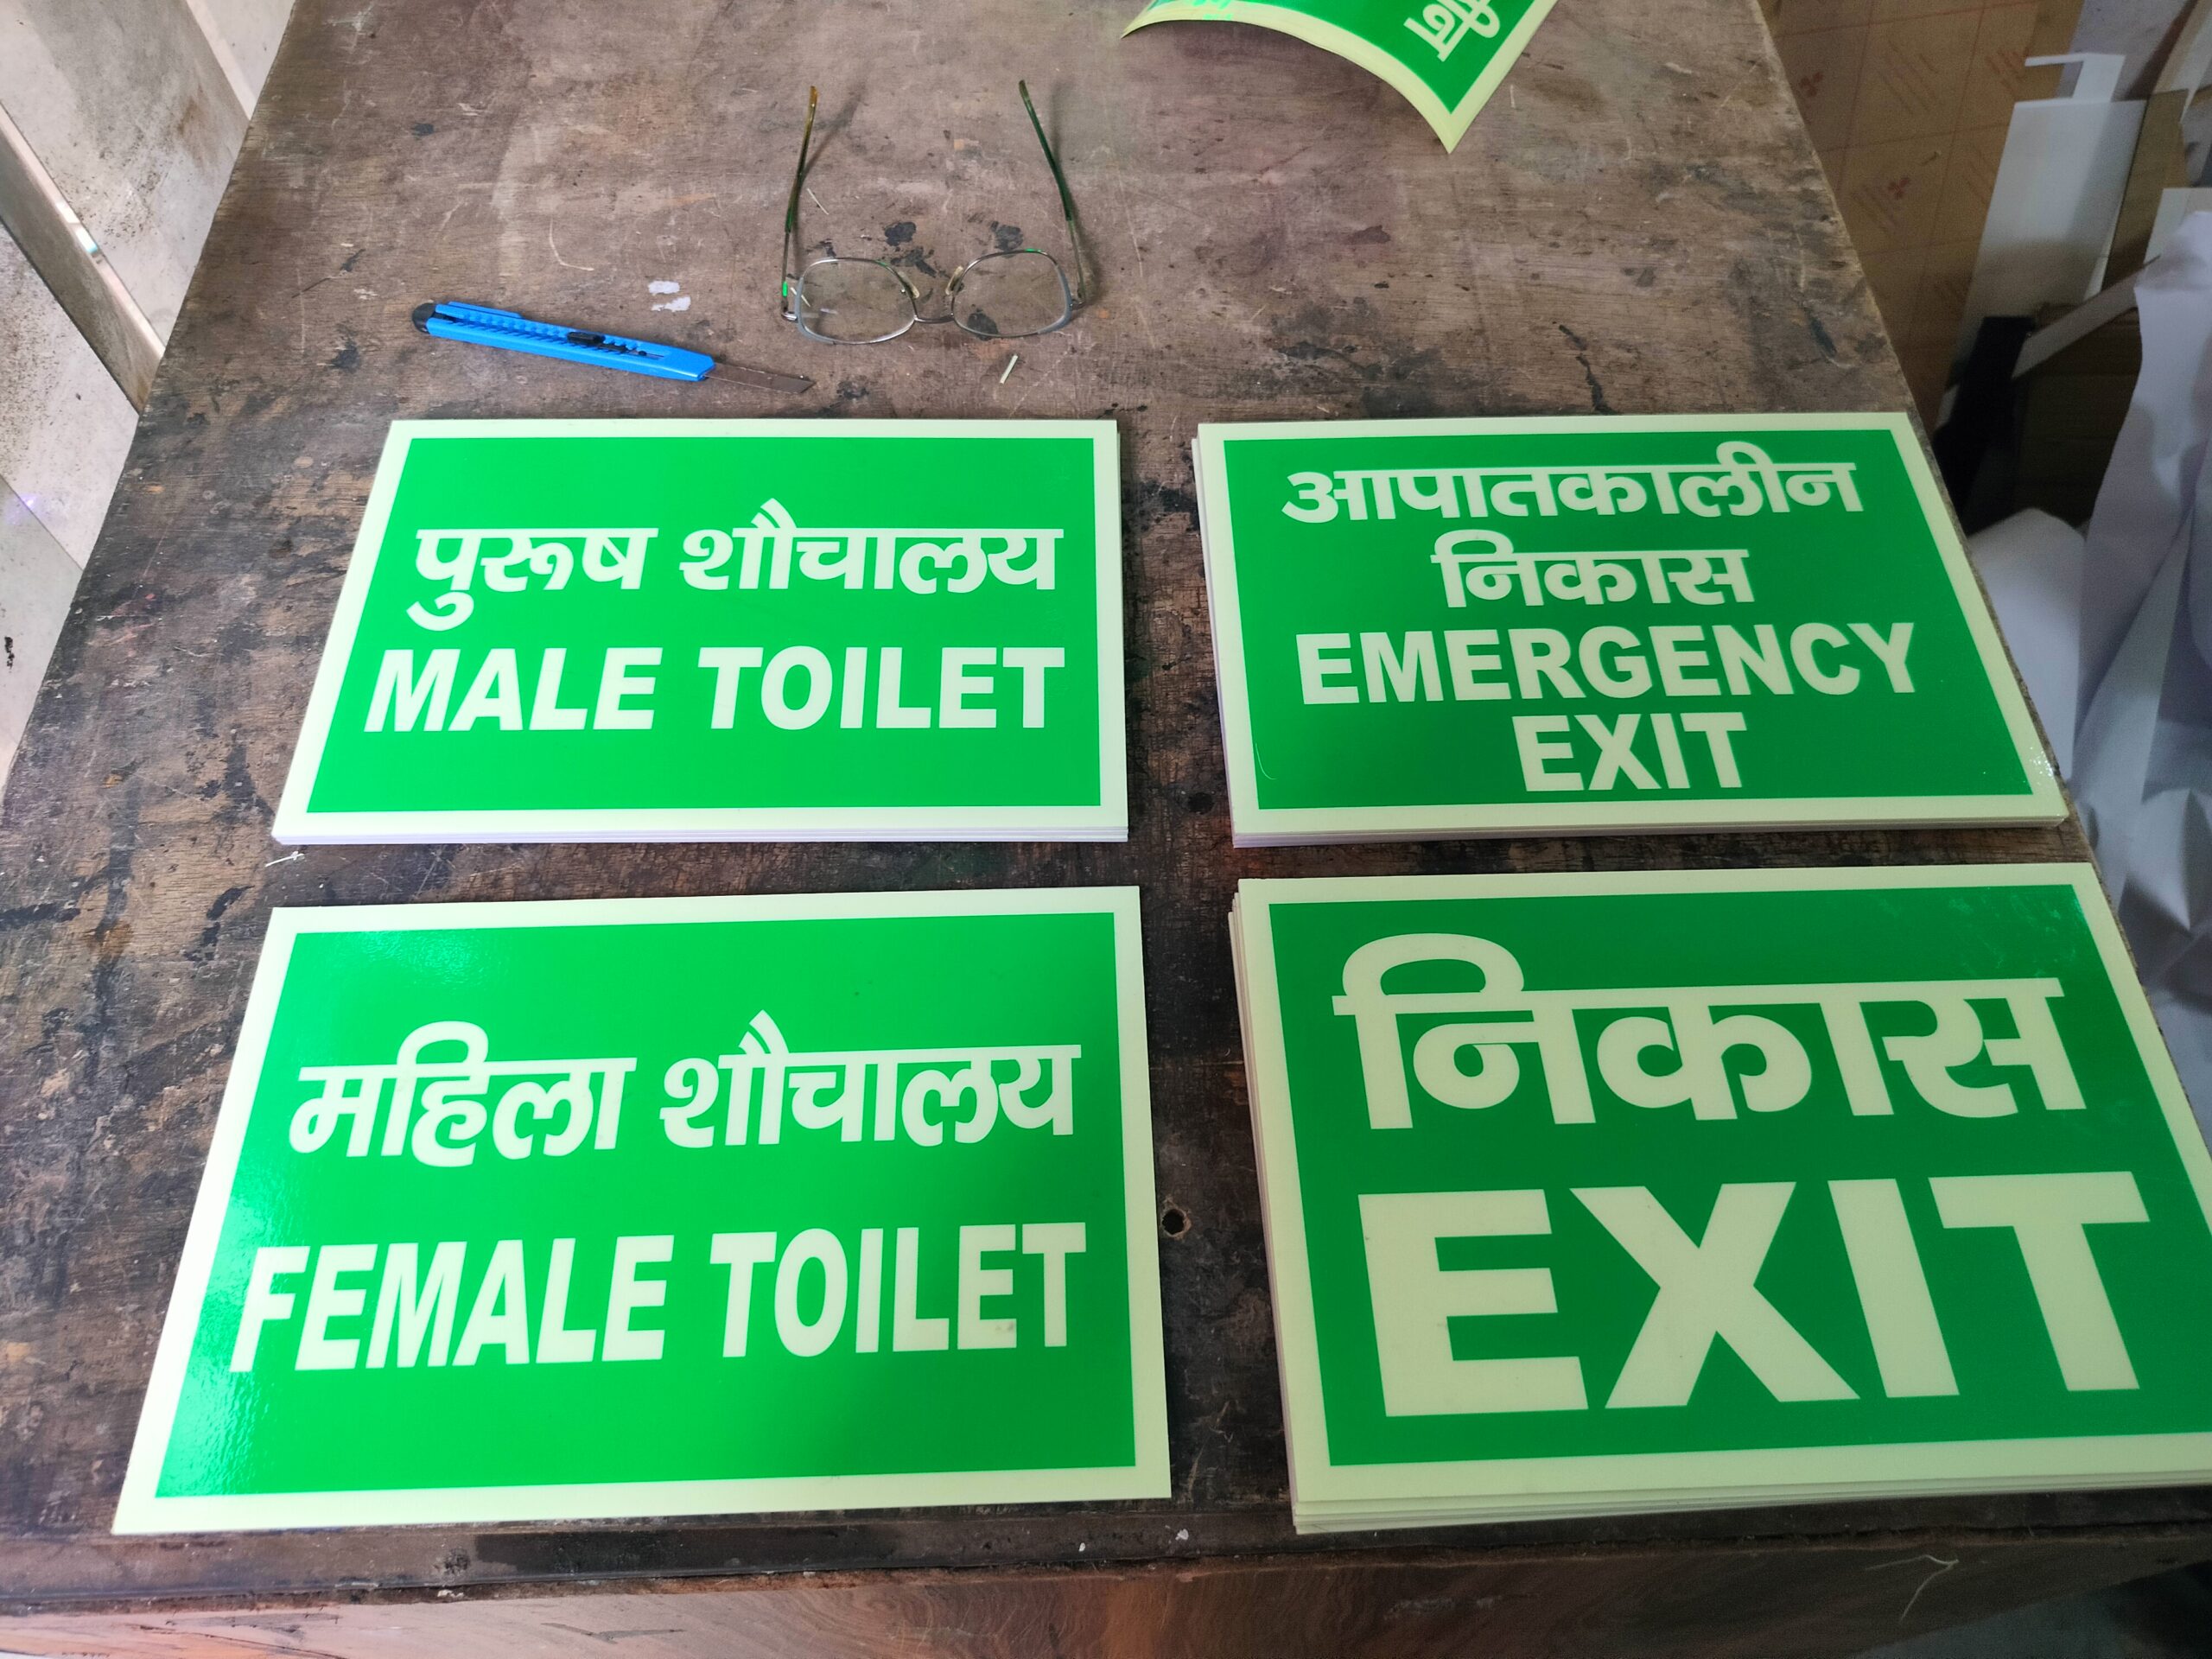 पुरूष शौचालय
MALE TOILET
आपातकालीन
निकास
EMERGENCY
EXIT
महिला शौचालय
FEMALE TOILET
निकास
EXIT